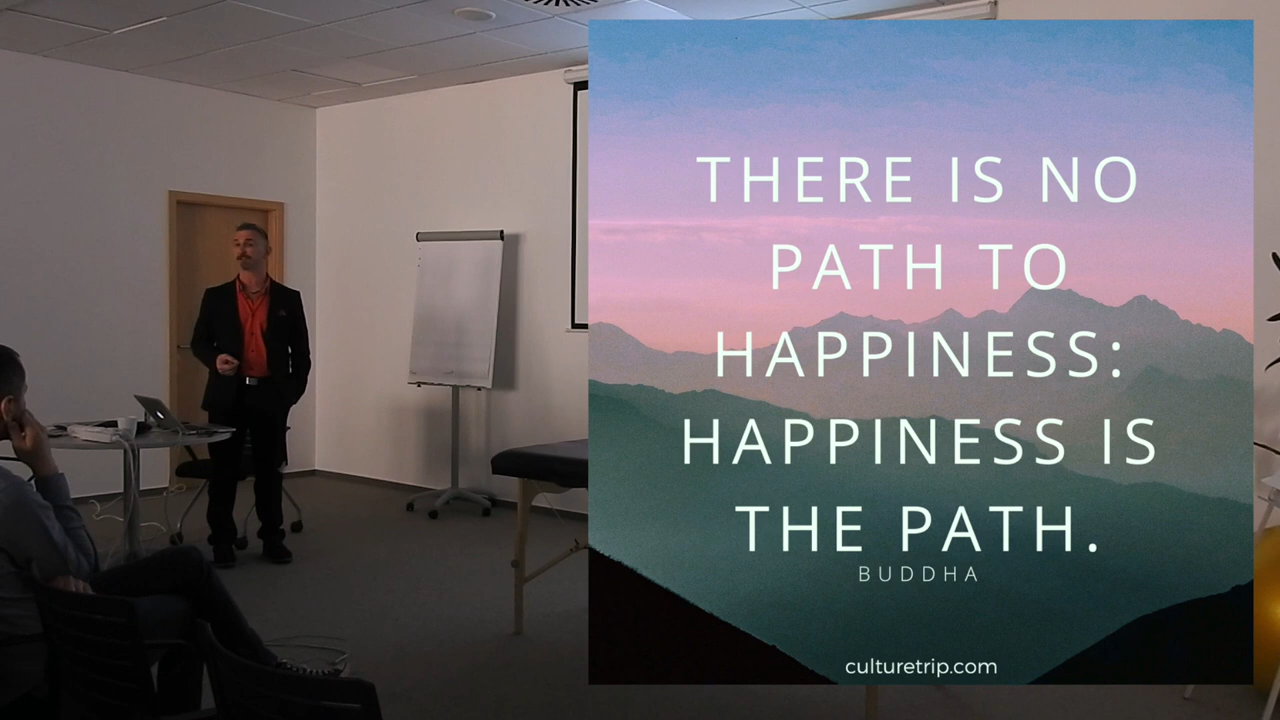 THERE IS NO
PATH TO
HAPPINESS:
HAPPINESS IS
THE PATH.
BUDDHA
culturetrip.com